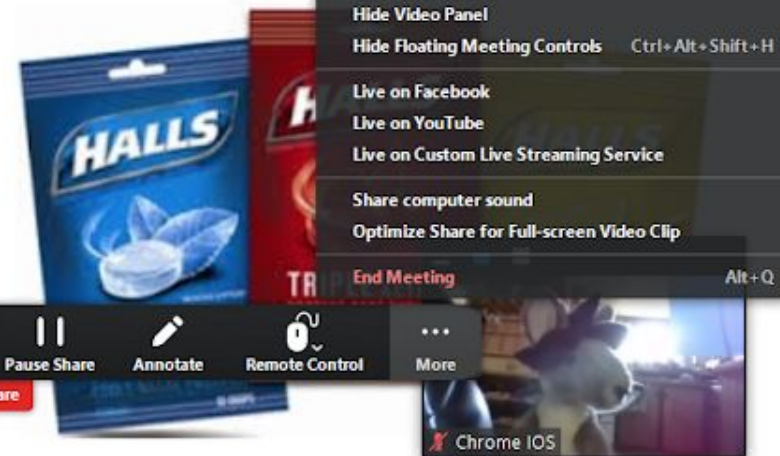 Hide Video Panel
Hide Floating Meeting Controls Ctrl+Alt+Shift+H
Live on Facebook
Live on YouTube
Live on Custom Live Streaming Service
Share computer sound
Optimize Share for Full-screen Video Clip
End Meeting Alt+Q
HALLS
H
TRIPLE
Pause Share Annotate Remote Control More
are
Chrome IOS